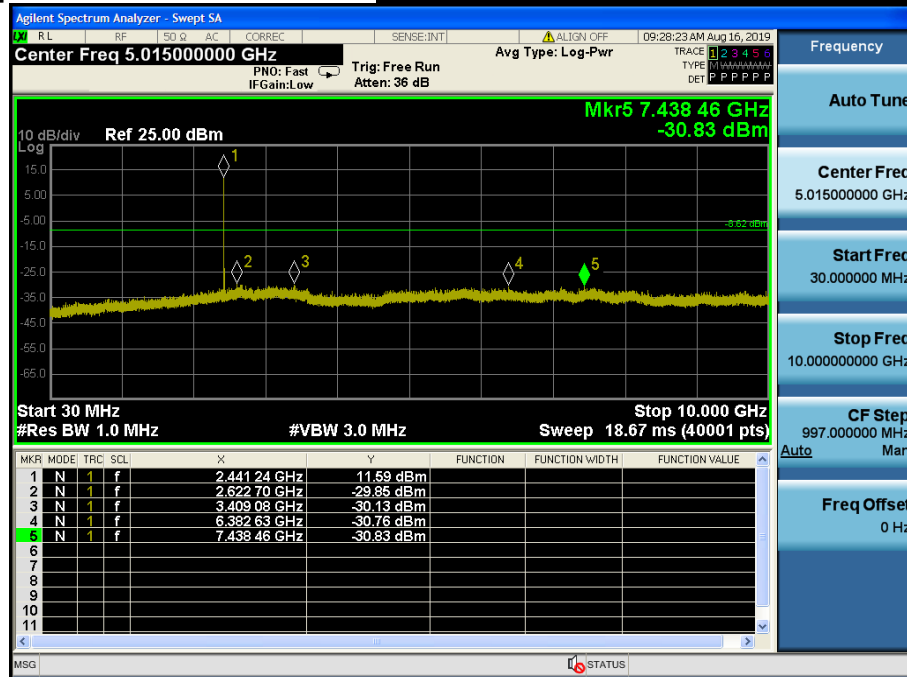 Agilent Spectrum Analyzer - Swept SA
LXI RL RF 50 Ω AC CORREC SENSE:INT ALIGN OFF 09:28:23 AM Aug 16, 2019
Center Freq 5.015000000 GHz Avg Type: Log-Pwr TRACE 1 2 3 4 5 6
PNO: Fast Trig: Free Run TYPE M WWWWW
IFGain:Low Atten: 36 dB DET P P P P P P
Mkr5 7.438 46 GHz
10 dB/div Ref 25.00 dBm -30.83 dBm
Log
15.0
5.00
-5.00
-8.62 dBm
-15.0
-25.0
-35.0
-45.0
-55.0
-65.0
1
2
3
4
5
Start 30 MHz Stop 10.000 GHz
#Res BW 1.0 MHz #VBW 3.0 MHz Sweep 18.67 ms (40001 pts)
MKR MODE TRC SCL X Y FUNCTION FUNCTION WIDTH FUNCTION VALUE
1 N 1 f 2.441 24 GHz 11.59 dBm
2 N 1 f 2.622 70 GHz -29.85 dBm
3 N 1 f 3.409 08 GHz -30.13 dBm
4 N 1 f 6.382 63 GHz -30.76 dBm
5 N 1 f 7.438 46 GHz -30.83 dBm
6
7
8
9
10
11
MSG STATUS
Frequency
Auto Tune
Center Freq
5.015000000 GHz
Start Freq
30.000000 MHz
Stop Freq
10.000000000 GHz
CF Step
997.000000 MHz
Auto Man
Freq Offset
0 Hz